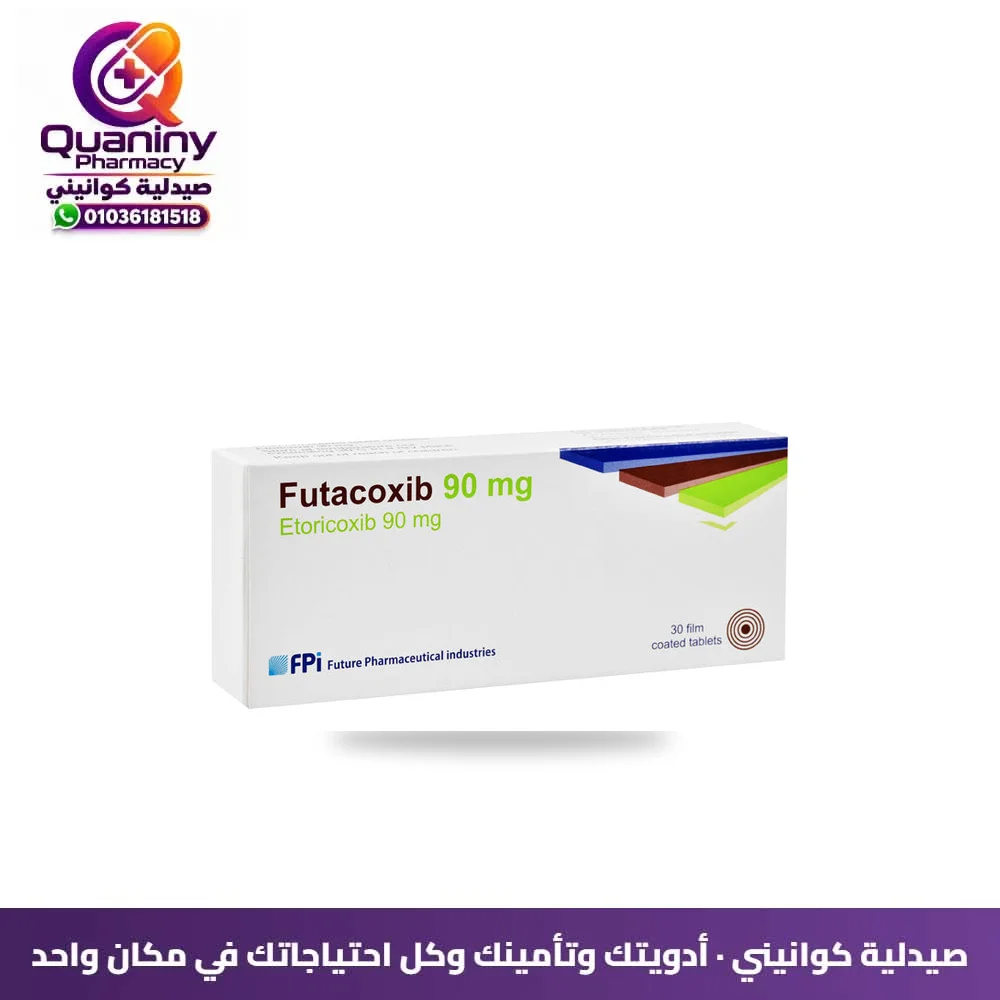 Quaniny
Pharmacy
صيدلية كوانيني
01036181518
Futacoxib 90 mg
Etoricoxib 90 mg
30 film
coated tablets
FPi Future Pharmaceutical industries
صيدلية كوانيني · أدويتك وتأمينك وكل احتياجاتك في مكان واحد